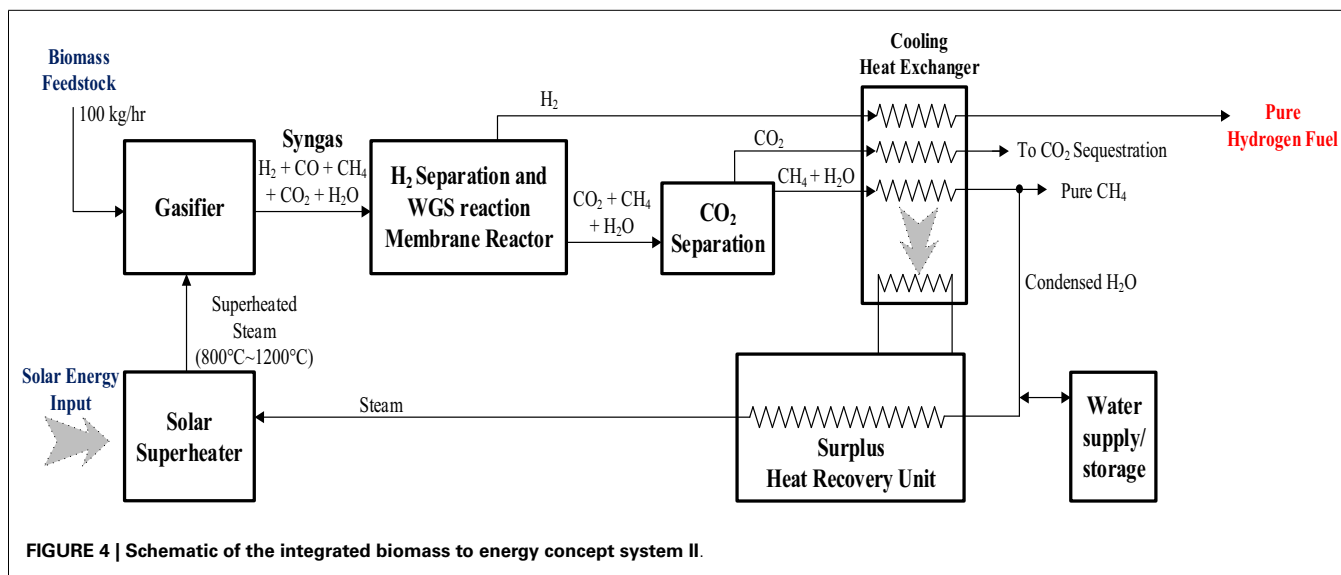 Biomass
Feedstock
100 kg/hr
Gasifier
Syngas
H₂ + CO + CH₄
+ CO₂ + H₂O
H₂ Separation and
WGS reaction
Membrane Reactor
H₂
CO₂ + CH₄
+ H₂O
CO₂
Separation
CO₂
CH₄ + H₂O
Cooling
Heat Exchanger
Pure
Hydrogen Fuel
To CO₂ Sequestration
Pure CH₄
Condensed H₂O
Superheated
Steam
(800°C~1200°C)
Solar Energy
Input
Solar
Superheater
Steam
Surplus
Heat Recovery Unit
Water
supply/
storage
FIGURE 4 | Schematic of the integrated biomass to energy concept system II.